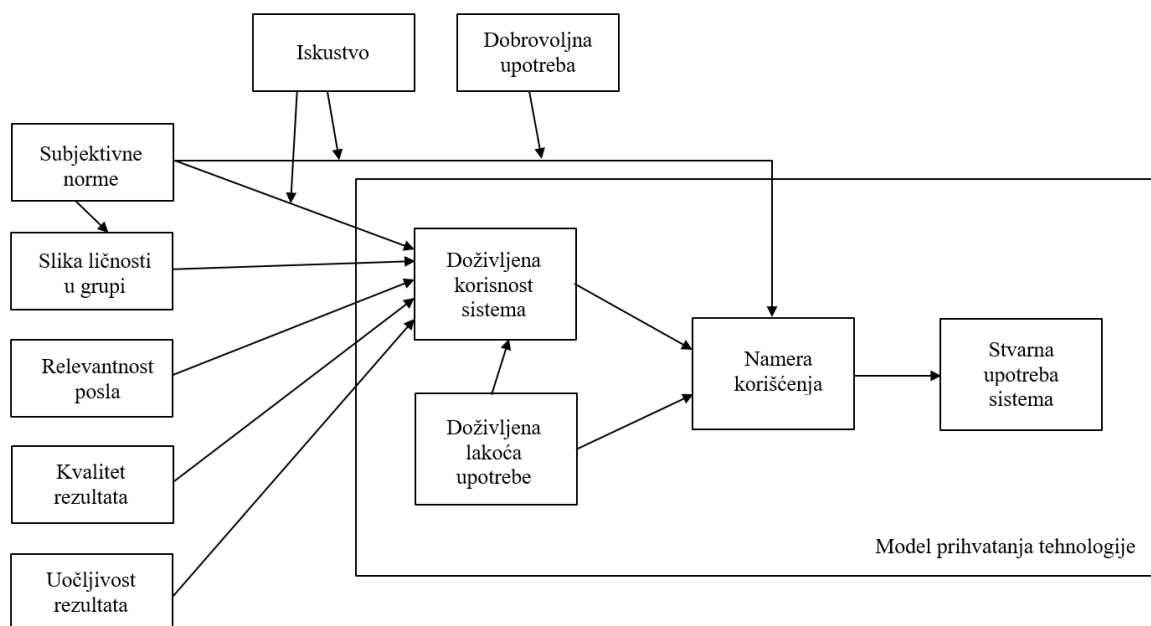 Iskustvo
Dobrovoljna
upotreba
Subjektivne
norme
Slika ličnosti
u grupi
Doživljena
korisnost
sistema
Relevantnost
posla
Namera
korišćenja
Stvarna
upotreba
sistema
Doživljena
lakoća
upotrebe
Kvalitet
rezultata
Model prihvatanja tehnologije
Uočljivost
rezultata